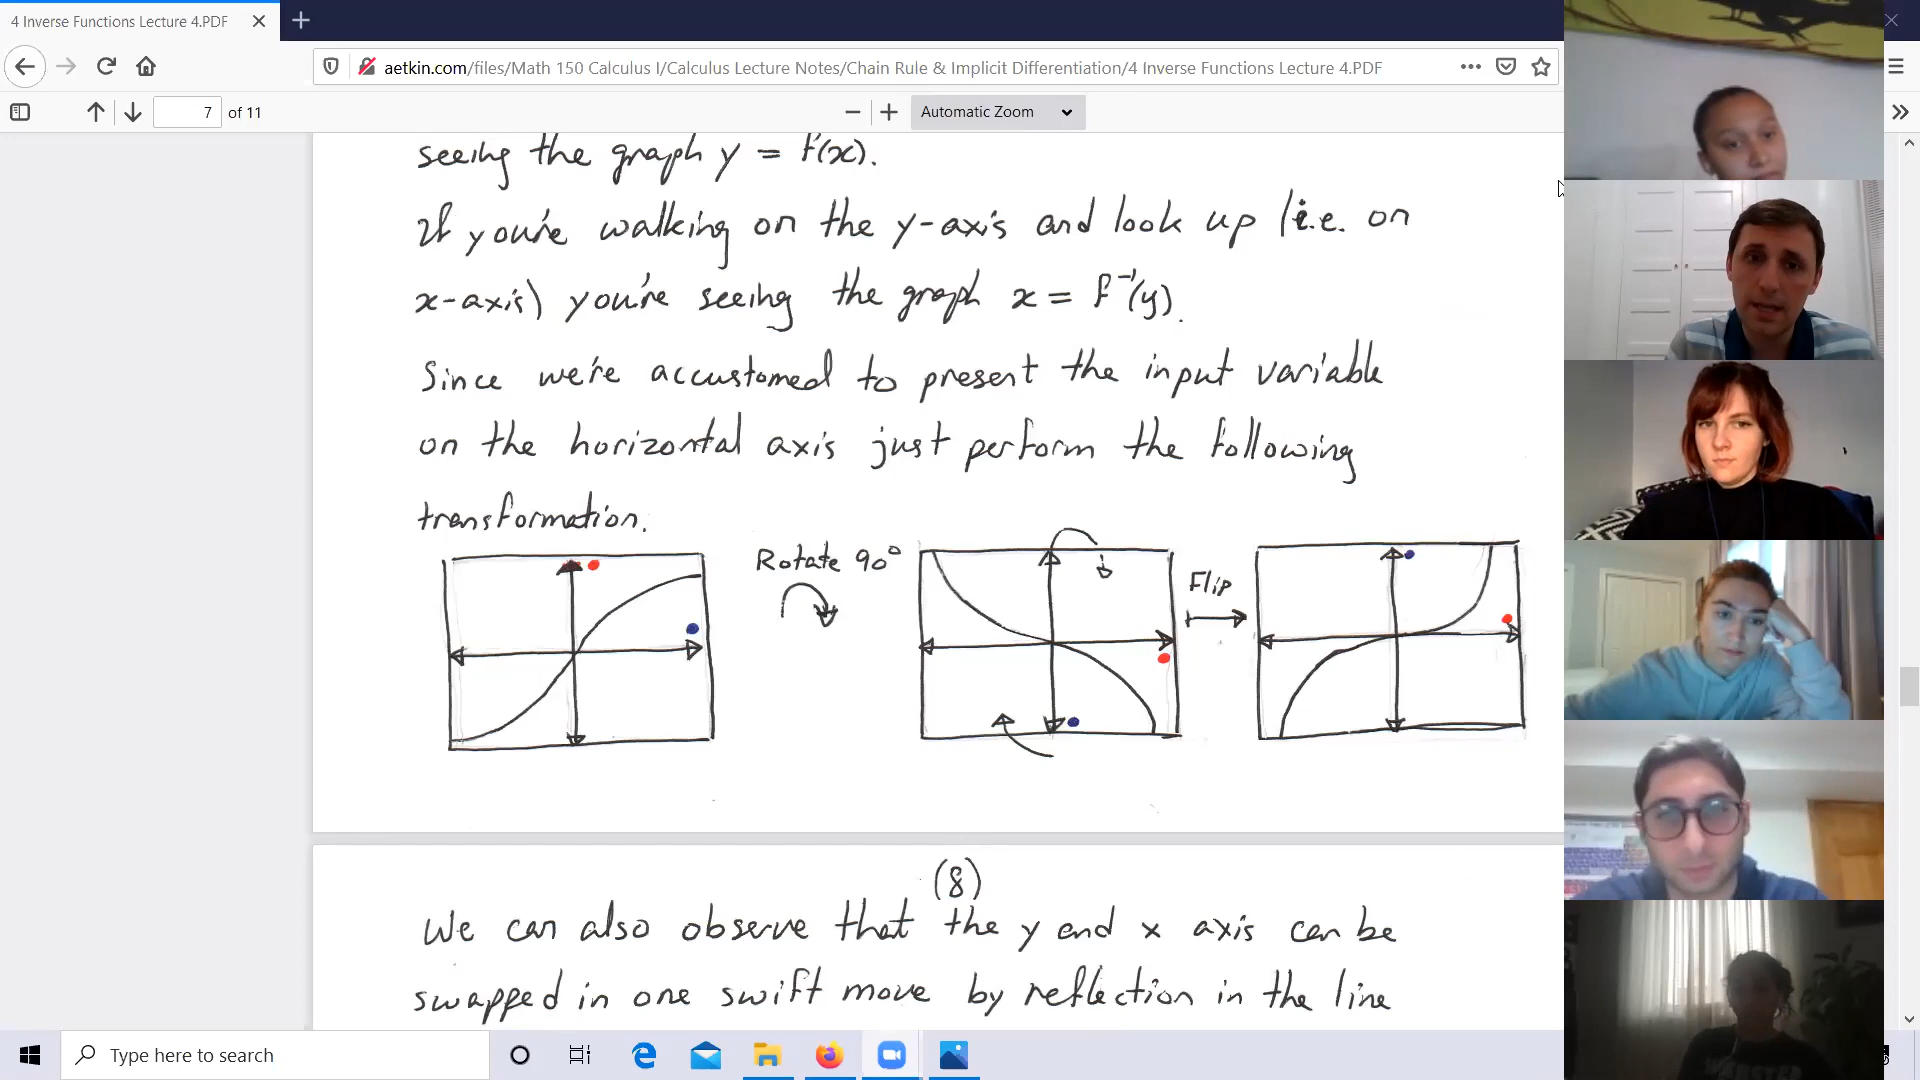 4 Inverse Functions Lecture 4.PDF
aetkin.com/files/Math 150 Calculus I/Calculus Lecture Notes/Chain Rule & Implicit Differentiation/4 Inverse Functions Lecture 4.PDF
7 of 11
Automatic Zoom
seeing the graph y = f(x).
If you're walking on the y-axis and look up (i.e. on
x-axis) you're seeing the graph x = f⁻¹(y).
Since we're accustomed to present the input variable
on the horizontal axis just perform the following
transformation.
Rotate 90°
Flip
(8)
We can also observe that the y and x axis can be
swapped in one swift move by reflection in the line
Type here to search